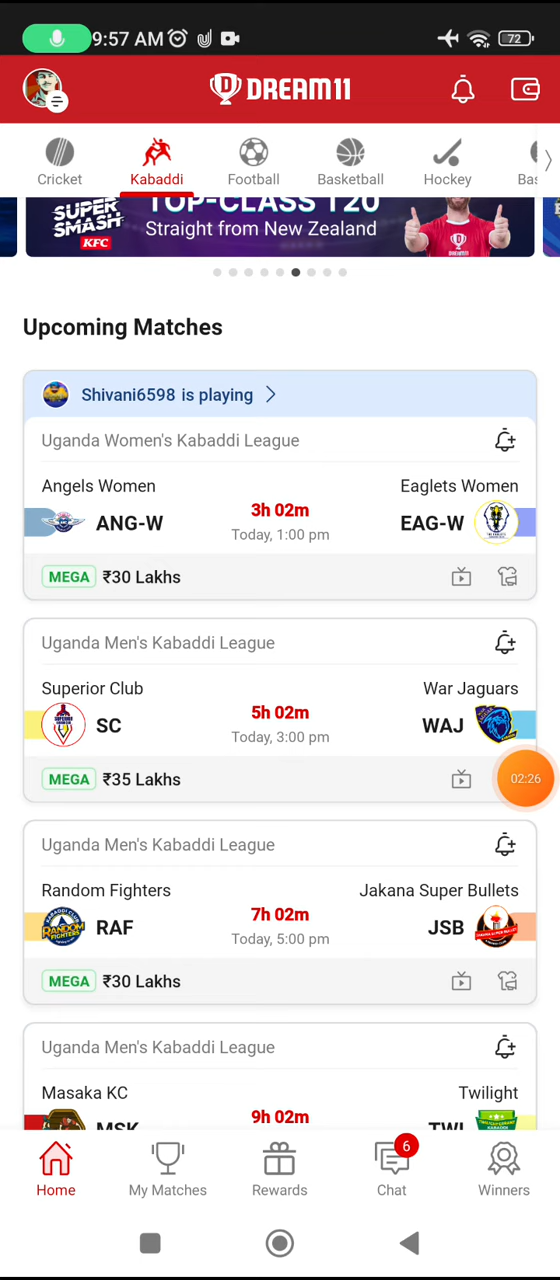 9:57 AM
72
DREAM11
Cricket Kabaddi Football Basketball Hockey Bas
SUPER SMASH KFC
TOP-CLASS T20
Straight from New Zealand
Upcoming Matches
Shivani6598 is playing
Uganda Women's Kabaddi League
Angels Women Eaglets Women
ANG-W 3h 02m EAG-W
Today, 1:00 pm
MEGA ₹30 Lakhs
Uganda Men's Kabaddi League
Superior Club War Jaguars
SC 5h 02m WAJ
Today, 3:00 pm
MEGA ₹35 Lakhs
02:26
Uganda Men's Kabaddi League
Random Fighters Jakana Super Bullets
RAF 7h 02m JSB
Today, 5:00 pm
MEGA ₹30 Lakhs
Uganda Men's Kabaddi League
Masaka KC Twilight
MSK 9h 02m TWI
6
Home My Matches Rewards Chat Winners